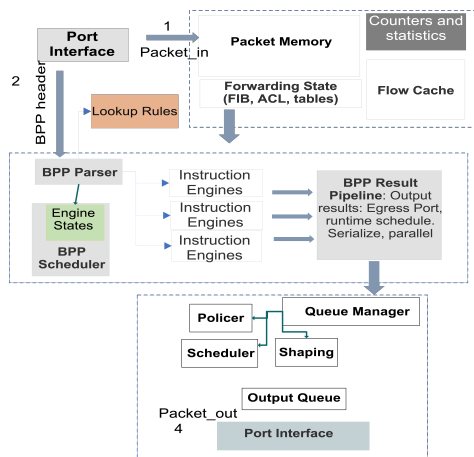 Port
Interface
1
Packet_in
Packet Memory
Counters and
statistics
Forwarding State
(FIB, ACL, tables)
Flow Cache
2
BPP header
Lookup Rules
BPP Parser
Engine
States
BPP
Scheduler
Instruction
Engines
Instruction
Engines
Instruction
Engines
BPP Result
Pipeline: Output
results: Egress Port,
runtime schedule.
Serialize, parallel
Queue Manager
Policer
Scheduler
Shaping
Output Queue
Packet_out
4
Port Interface